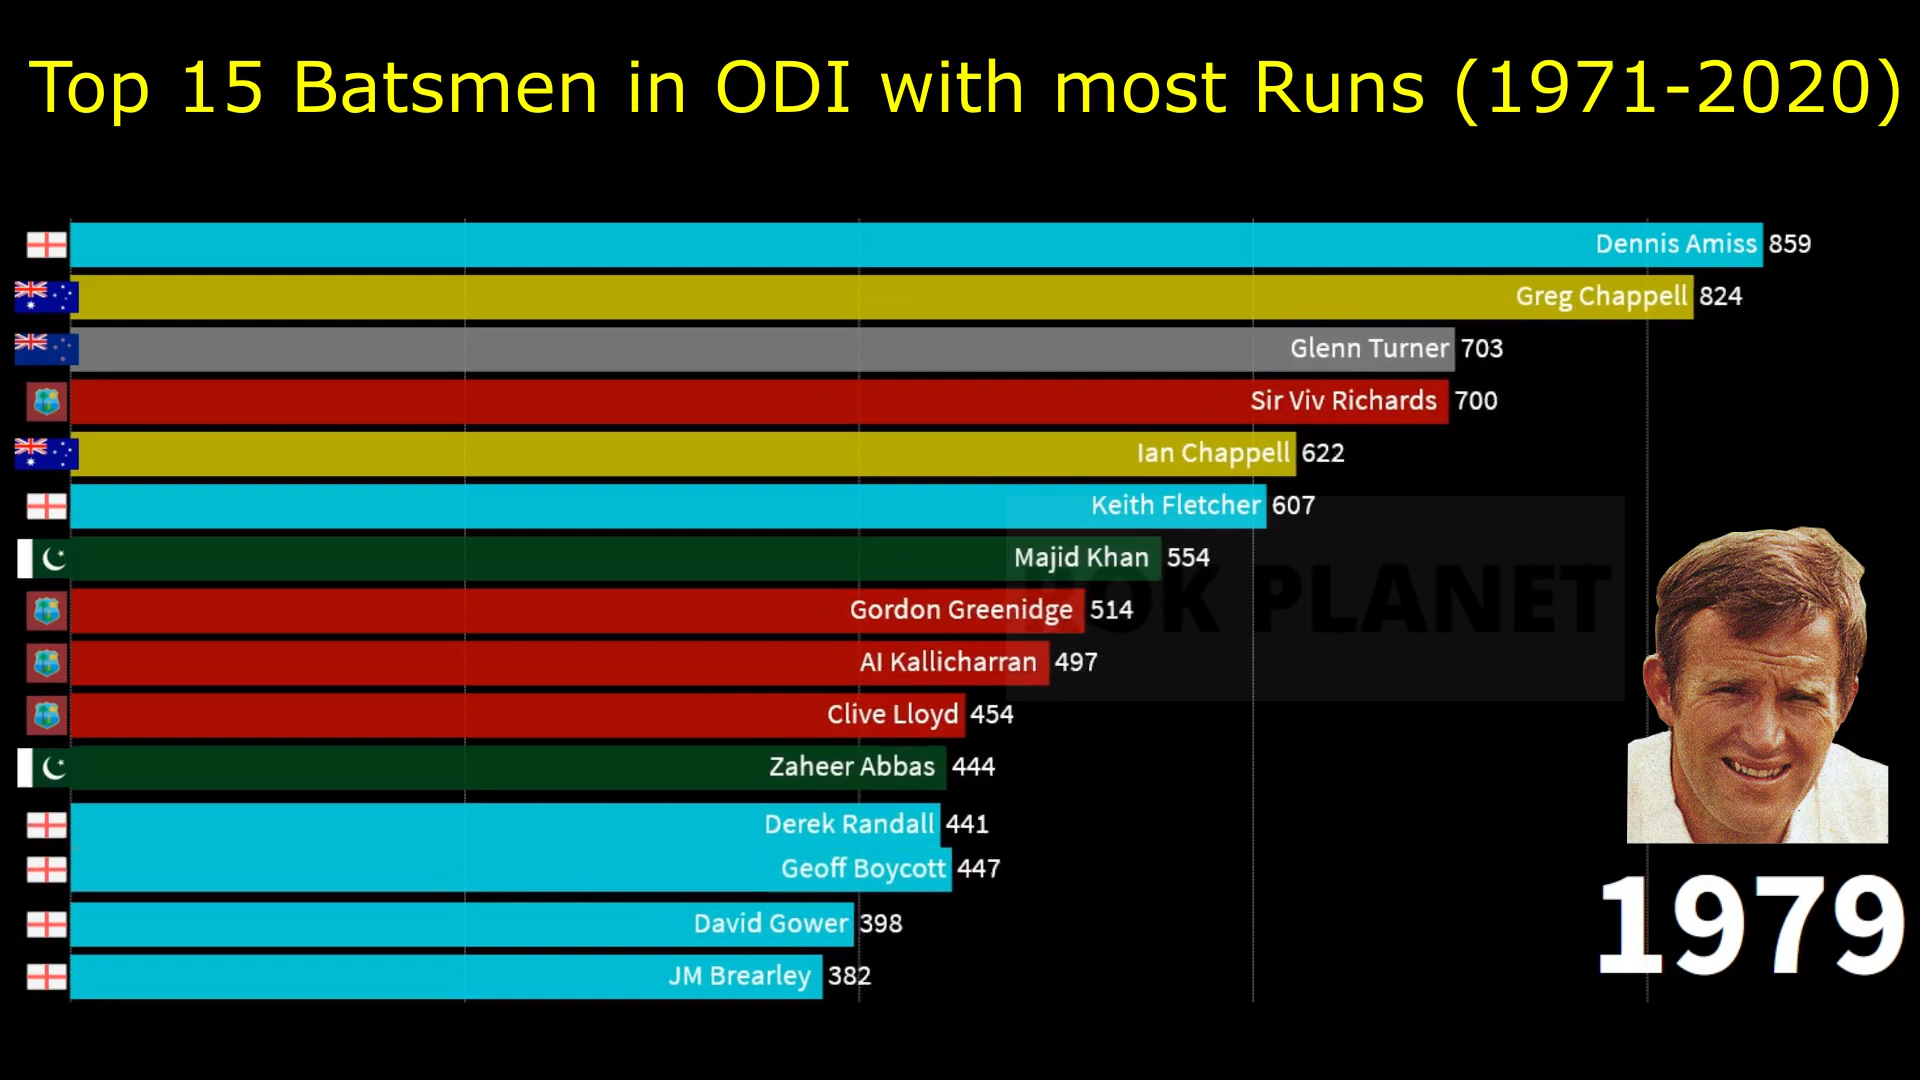 Top 15 Batsmen in ODI with most Runs (1971-2020)
Dennis Amiss 859
Greg Chappell 824
Glenn Turner 703
Sir Viv Richards 700
Ian Chappell 622
Keith Fletcher 607
Majid Khan 554
Gordon Greenidge 514
AI Kallicharran 497
Clive Lloyd 454
Zaheer Abbas 444
Derek Randall 441
Geoff Boycott 447
David Gower 398
JM Brearley 382
PLANET
1979